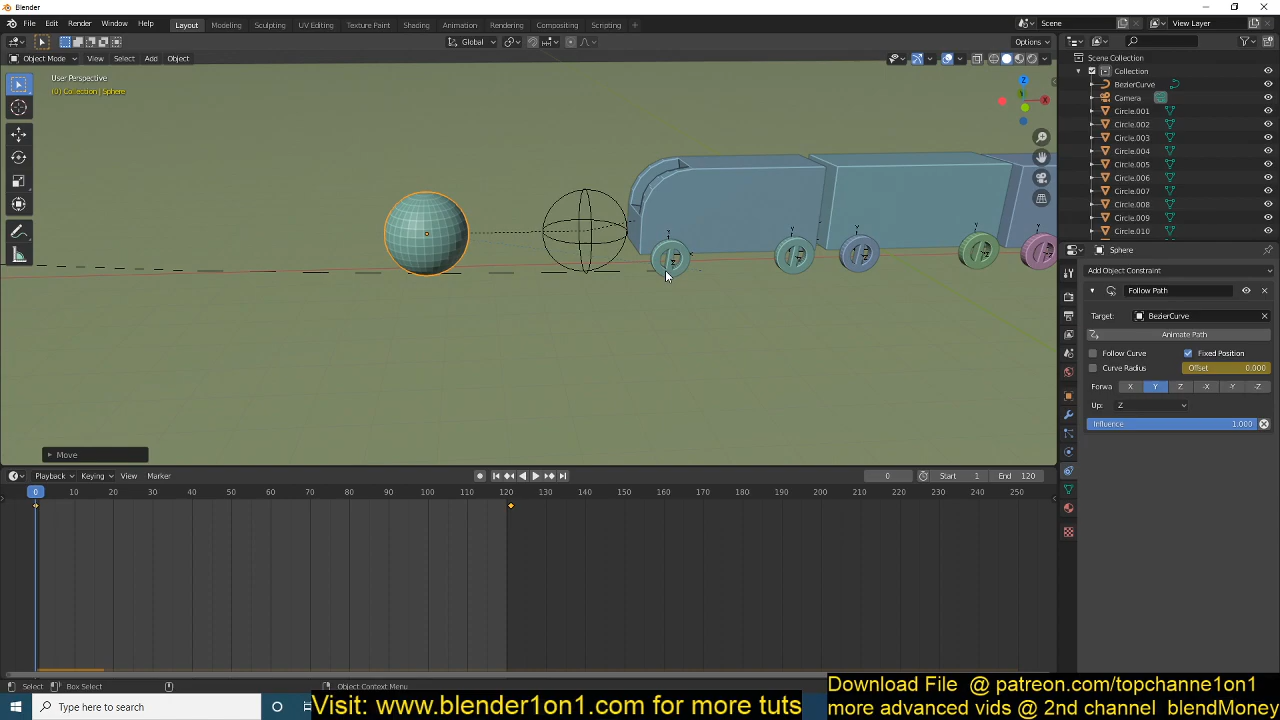 Blender
File Edit Render Window Help Layout Modeling Sculpting UV Editing Texture Paint Shading Animation Rendering Compositing Scripting Scene View Layer
Global Options
Object Mode View Select Add Object
User Perspective
(0) Collection | Sphere
Z
Y
X
Scene Collection
Collection
BezierCurve
Camera
Circle.001
Circle.002
Circle.003
Circle.004
Circle.005
Circle.006
Circle.007
Circle.008
Circle.009
Circle.010
Sphere
Add Object Constraint
Follow Path
Target: BezierCurve
Animate Path
Follow Curve Fixed Position
Curve Radius Offset 0.000
Forwa X Y Z -X -Y -Z
Up: Z
Influence 1.000
Move
Playback Keying View Marker 0 Start 1 End 120
0 10 20 30 40 50 60 70 80 90 100 110 120 130 140 150 160 170 180 190 200 210 220 230 240 250
Select Box Select Object Context Menu
Type here to search
Visit: www.blender1on1.com for more tuts
Download File @ patreon.com/topchanne1on1
more advanced vids @ 2nd channel blendMoney